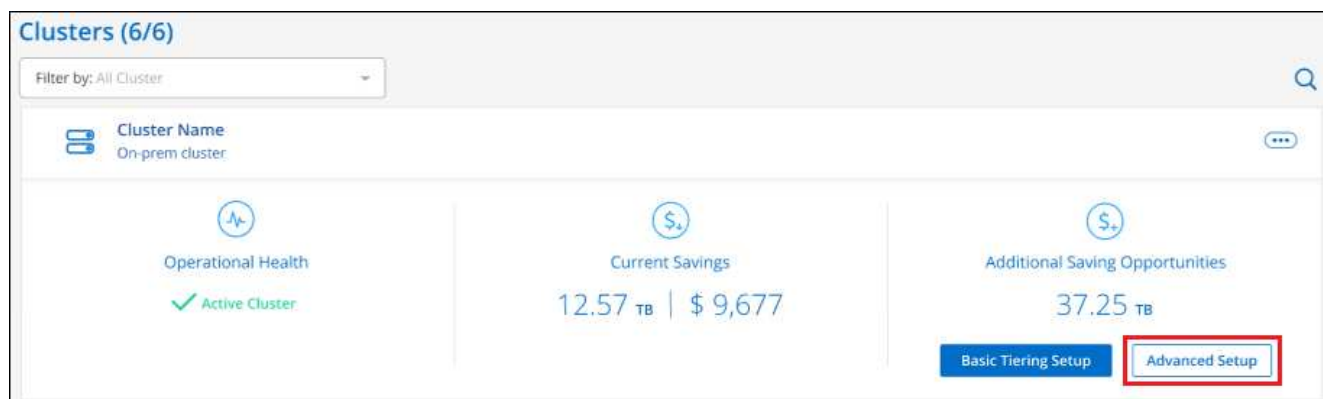 Clusters (6/6)
Filter by: All Cluster
Cluster Name
On-prem cluster
Operational Health
Active Cluster
Current Savings
12.57 TB | $ 9,677
Additional Saving Opportunities
37.25 TB
Basic Tiering Setup
Advanced Setup